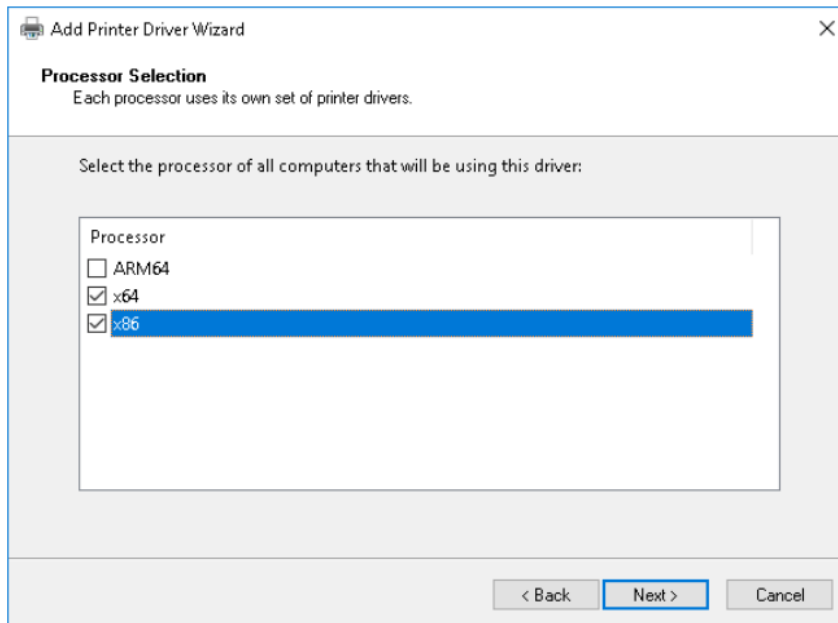 Add Printer Driver Wizard
Processor Selection
Each processor uses its own set of printer drivers.
Select the processor of all computers that will be using this driver:
Processor
ARM64
x64
x86
< Back
Next >
Cancel